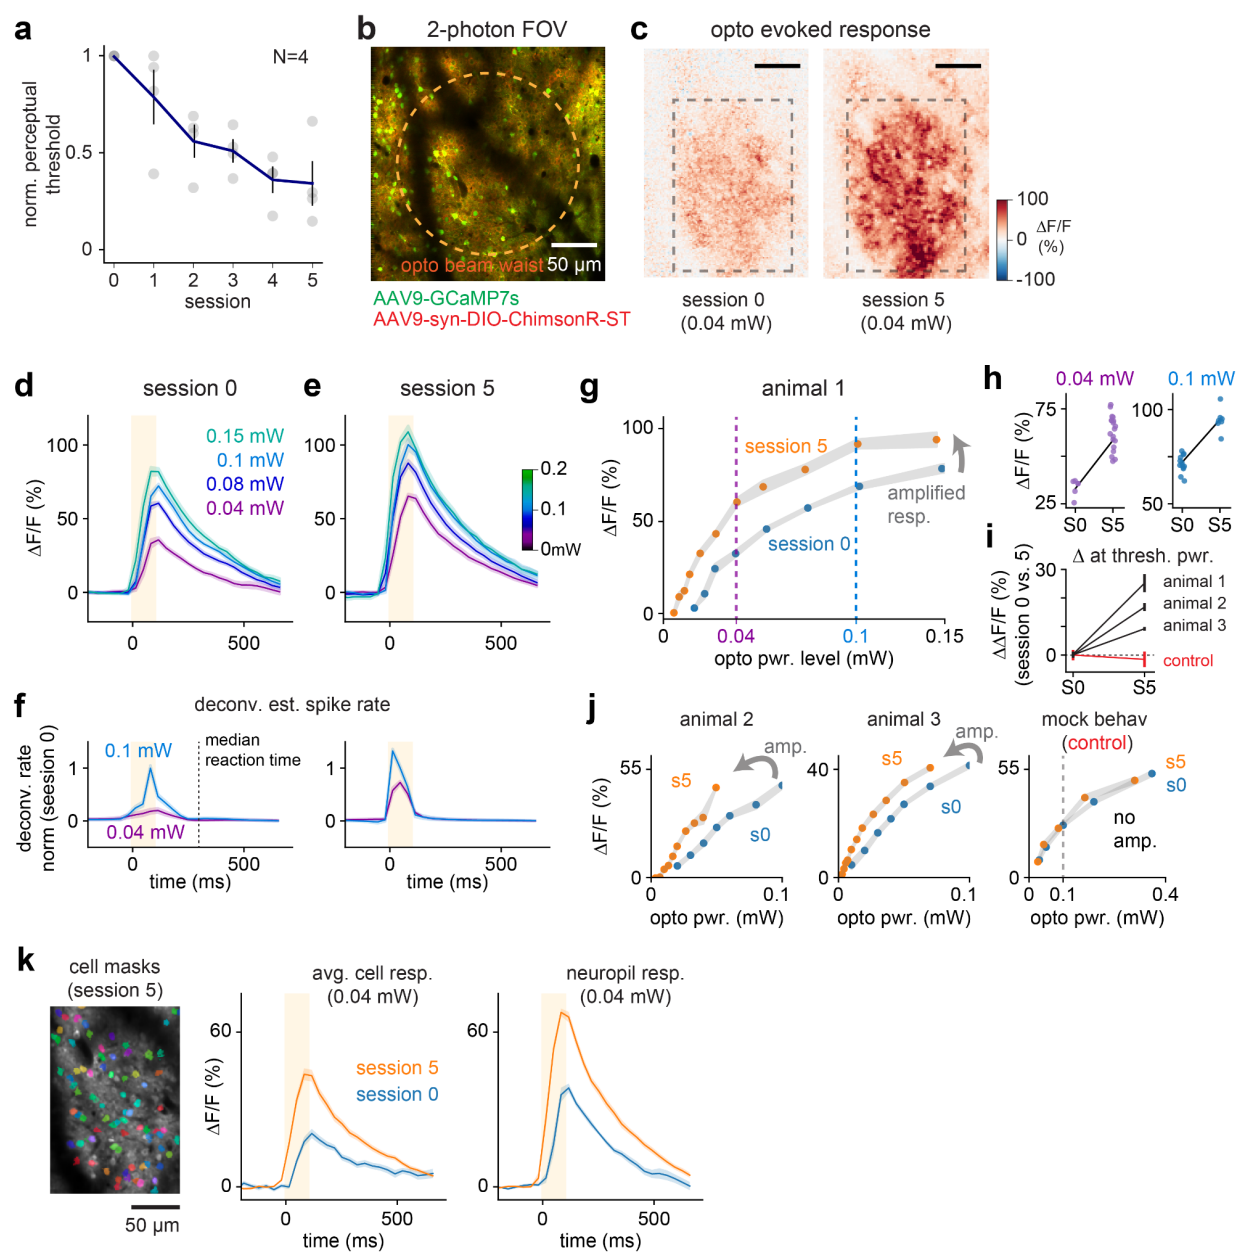 a
N=4
norm. perceptual
threshold
1
0.5
0
0 1 2 3 4 5
session
b
2-photon FOV
opto beam waist
50 µm
AAV9-GCaMP7s
AAV9-syn-DIO-ChimsonR-ST
c
opto evoked response
100
0
-100
ΔF/F
(%)
session 0
(0.04 mW)
session 5
(0.04 mW)
d
session 0
ΔF/F (%)
100
50
0
0.15 mW
0.1 mW
0.08 mW
0.04 mW
0 500
e
session 5
100
50
0
0.2
0.1
0mW
0 500
f
deconv. est. spike rate
deconv. rate
norm (seesion 0)
1
0
0.1 mW
0.04 mW
median
reaction time
0 500
time (ms)
1
0
0 500
time (ms)
g
animal 1
ΔF/F (%)
100
50
0
session 5
session 0
amplified
resp.
0 0.04 0.1 0.15
opto pwr. level (mW)
h
0.04 mW
0.1 mW
ΔF/F (%)
75
25
S0 S5
100
50
S0 S5
i
Δ at thresh. pwr.
ΔΔF/F (%)
(session 0 vs. 5)
30
0
animal 1
animal 2
animal 3
control
S0 S5
j
animal 2
amp.
ΔF/F (%)
55
0
s5
s0
0 0.1
opto pwr. (mW)
animal 3
amp.
40
0
s5
s0
0 0.1
opto pwr. (mW)
mock behav
(control)
55
0
s5
s0
no
amp.
0 0.1 0.4
opto pwr. (mW)
k
cell masks
(session 5)
50 µm
avg. cell resp.
(0.04 mW)
ΔF/F (%)
60
0
session 5
session 0
0 500
time (ms)
neuropil resp.
(0.04 mW)
60
0
0 500
time (ms)